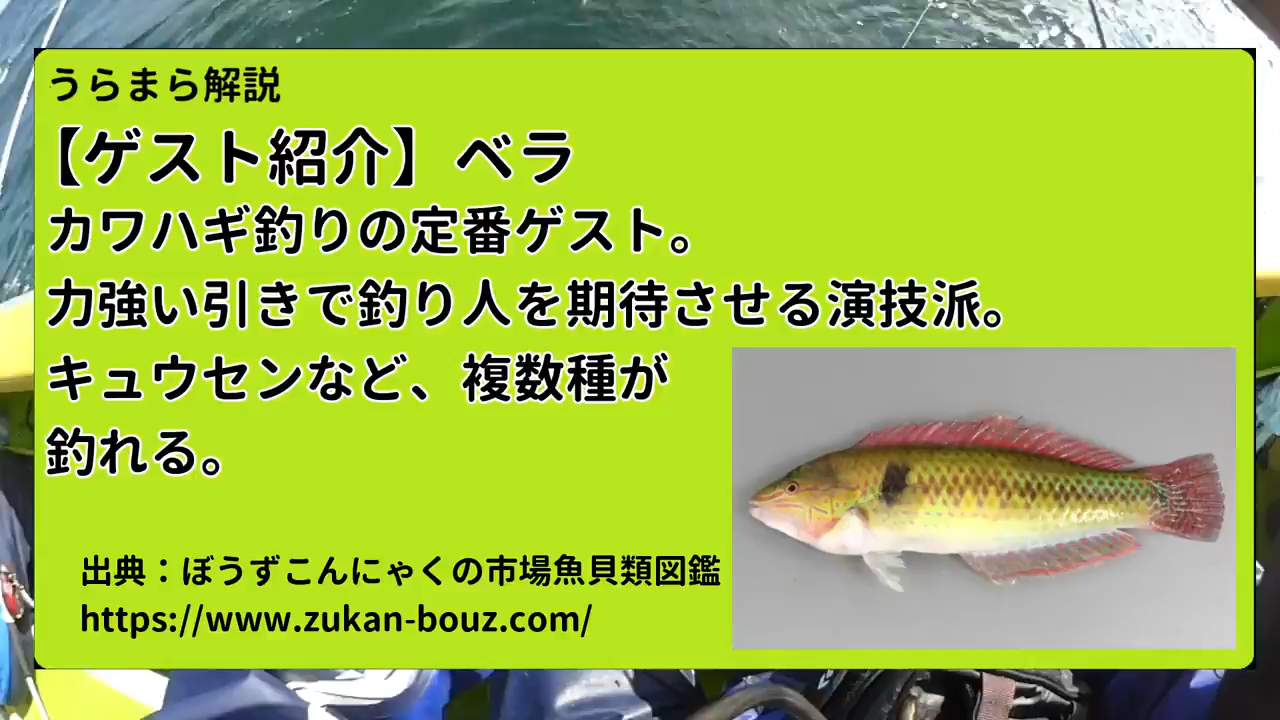 うらまら解説
【ゲスト紹介】ベラ
カワハギ釣りの定番ゲスト。
力強い引きで釣り人を期待させる演技派。
キュウセンなど、複数種が
釣れる。
出典：ぼうずこんにゃくの市場魚貝類図鑑
https://www.zukan-bouz.com/